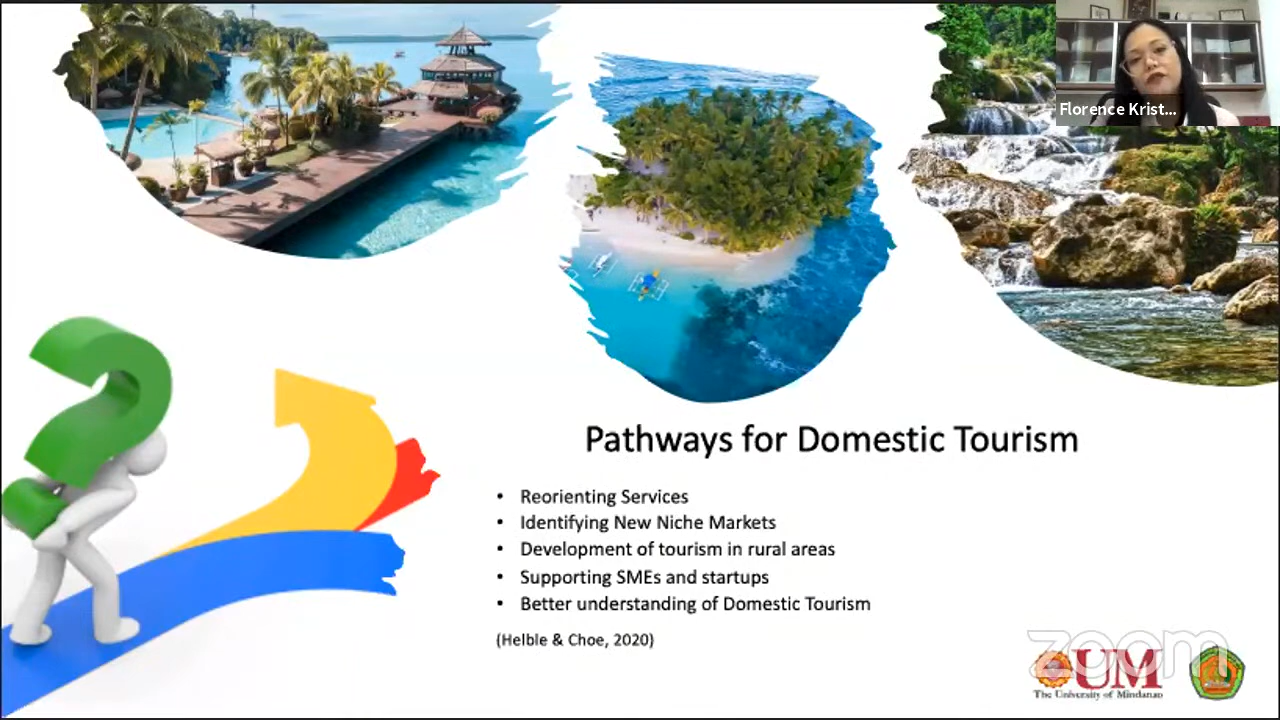 Florence Krist...
Pathways for Domestic Tourism
• Reorienting Services
• Identifying New Niche Markets
• Development of tourism in rural areas
• Supporting SMEs and startups
• Better understanding of Domestic Tourism
(Helble & Choe, 2020)
zoom
UM
The University of Mindanao